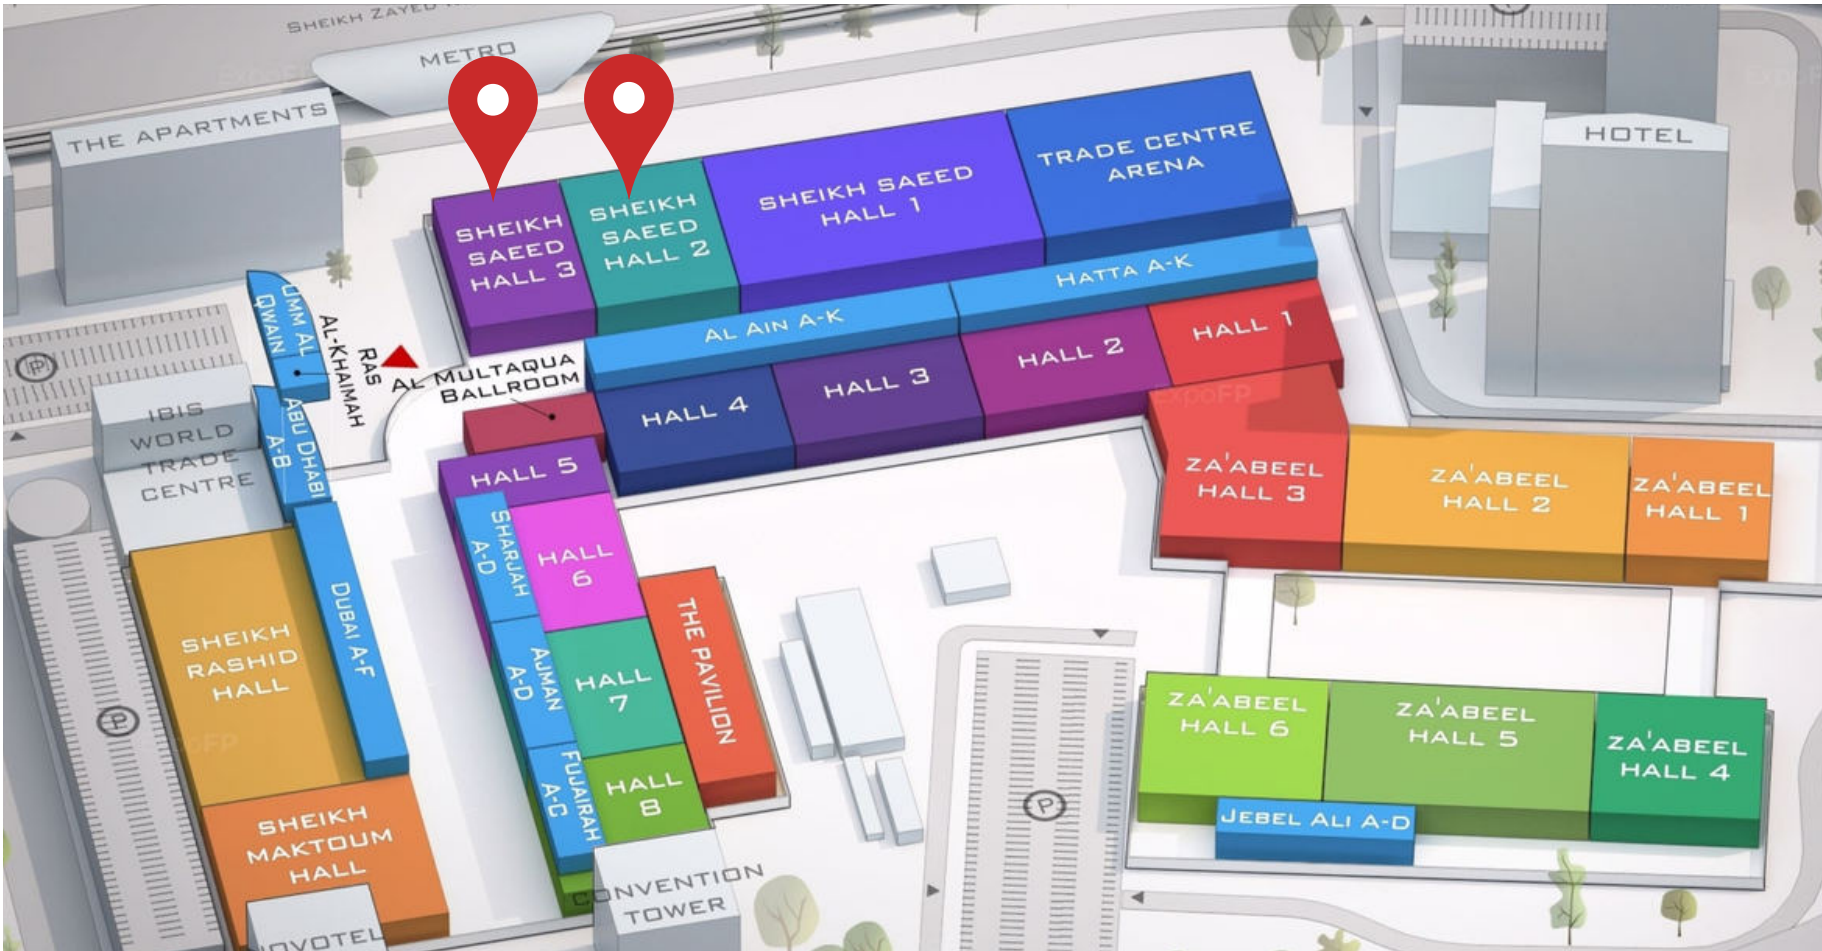 SHEIKH ZAYED
METRO
THE APARTMENTS
HOTEL
TRADE CENTRE
ARENA
SHEIKH SAEED
HALL 1
SHEIKH
SAEED
HALL 2
SHEIKH
SAEED
HALL 3
HATTA A-K
AL AIN A-K
UMM AL
QWAIN
RAS
AL-KHAIMAH
AL MULTAQUA
BALLROOM
HALL 1
HALL 2
HALL 3
HALL 4
ExpoFP
P
IBIS
WORLD
TRADE
CENTRE
ABU DHABI
A-B
HALL 5
ZA'ABEEL
HALL 3
ZA'ABEEL
HALL 2
ZA'ABEEL
HALL 1
SHARJAH
A-D
HALL
6
DUBAI A-F
SHEIKH
RASHID
HALL
AJMAN
A-D
HALL
7
THE PAVILION
P
FUJAIRAH
A-C
HALL
8
P
ZA'ABEEL
HALL 6
ZA'ABEEL
HALL 5
ZA'ABEEL
HALL 4
JEBEL ALI A-D
SHEIKH
MAKTOUM
HALL
CONVENTION
TOWER
NOVOTEL